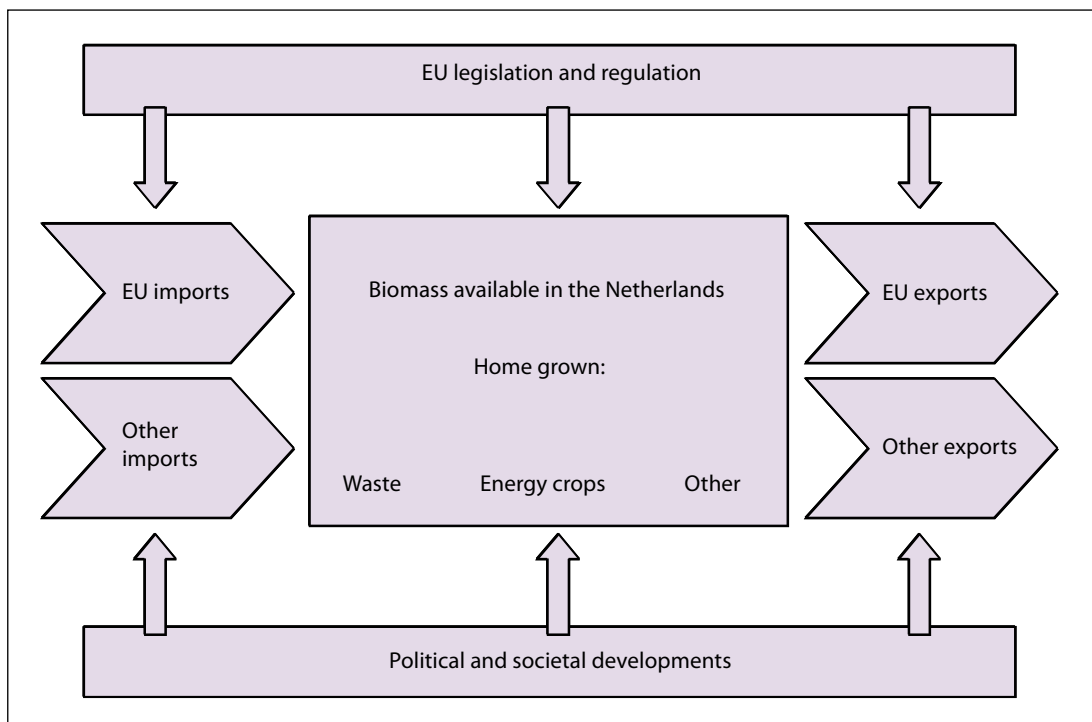 EU legislation and regulation
EU imports
Other
imports
Biomass available in the Netherlands
Home grown:
Waste Energy crops Other
EU exports
Other exports
Political and societal developments